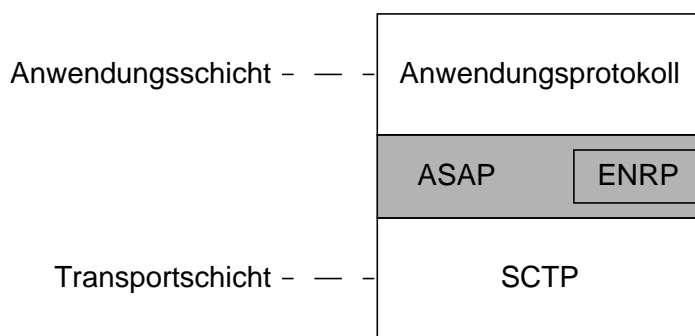 Anwendungsschicht Anwendungsprotokoll
ASAP ENRP
Transportschicht SCTP